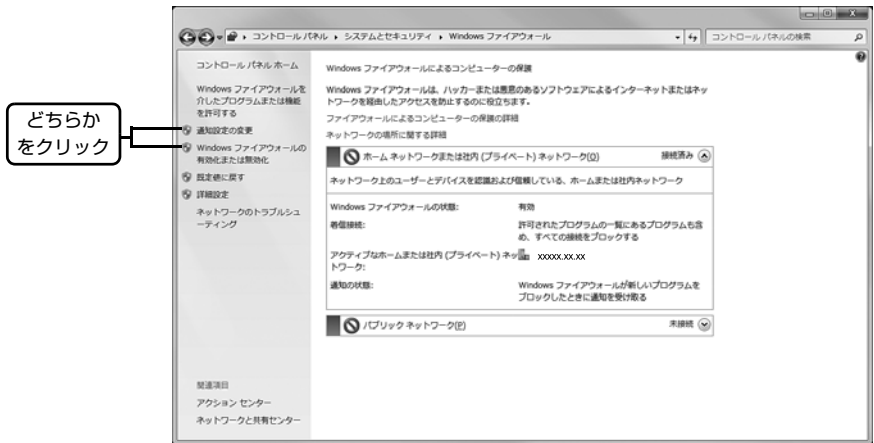 コントロール パネル ▸ システムとセキュリティ ▸ Windows ファイアウォール
コントロール パネルの検索
どちらか
をクリック
コントロール パネル ホーム
Windows ファイアウォールを
介したプログラムまたは機能
を許可する
通知設定の変更
Windows ファイアウォールの
有効化または無効化
既定値に戻す
詳細設定
ネットワークのトラブルシュ
ーティング
関連項目
アクション センター
ネットワークと共有センター
Windows ファイアウォールによるコンピューターの保護
Windows ファイアウォールは、ハッカーまたは悪意のあるソフトウェアによるインターネットまたはネッ
トワークを経由したアクセスを防止するのに役立ちます。
ファイアウォールによるコンピューターの保護の詳細
ネットワークの場所に関する詳細
ホーム ネットワークまたは社内 (プライベート) ネットワーク(O) 接続済み
ネットワーク上のユーザーとデバイスを認識および信頼している、ホームまたは社内ネットワーク
Windows ファイアウォールの状態: 有効
着信接続: 許可されたプログラムの一覧にあるプログラムも含
め、すべての接続をブロックする
アクティブなホームまたは社内 (プライベート) ネッ xxxxx.xx.xx
トワーク:
通知の状態: Windows ファイアウォールが新しいプログラムを
ブロックしたときに通知を受け取る
パブリック ネットワーク(P) 未接続